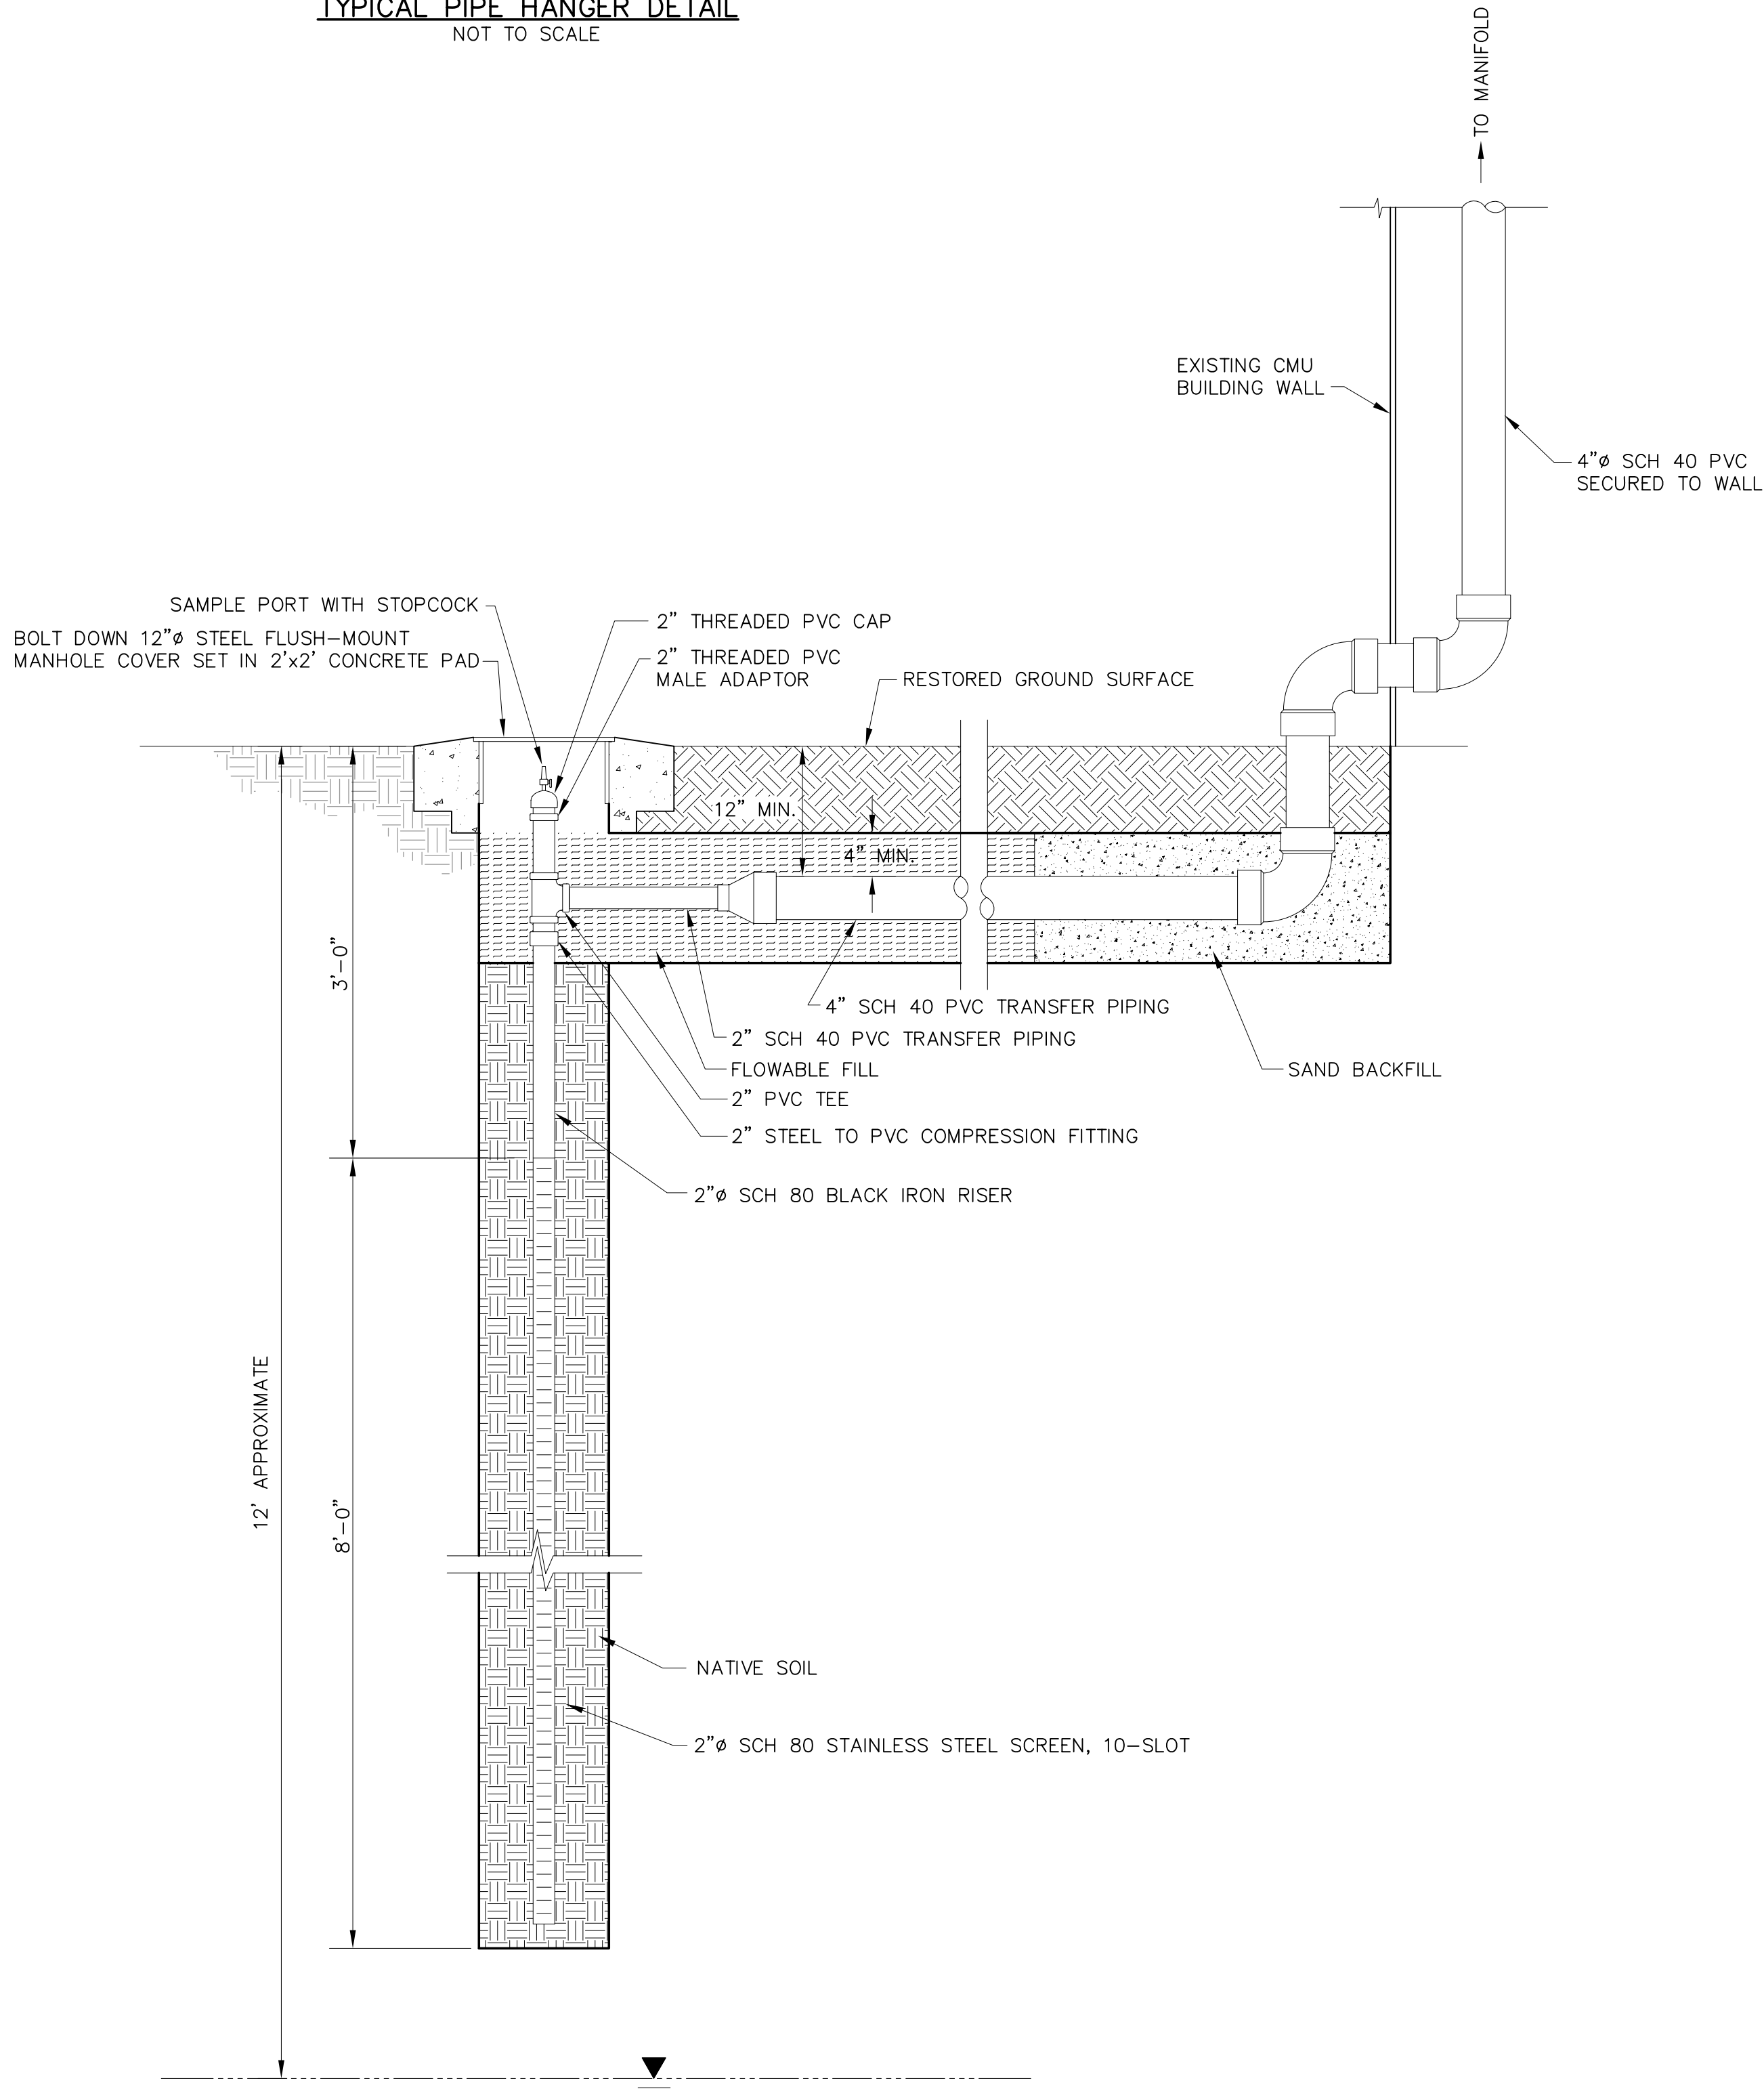 TYPICAL PIPE HANGER DETAIL
NOT TO SCALE
TO MANIFOLD
EXISTING CMU
BUILDING WALL
4"ø SCH 40 PVC
SECURED TO WALL
SAMPLE PORT WITH STOPCOCK
BOLT DOWN 12"ø STEEL FLUSH-MOUNT
MANHOLE COVER SET IN 2'x2' CONCRETE PAD
2" THREADED PVC CAP
2" THREADED PVC
MALE ADAPTOR
RESTORED GROUND SURFACE
12" MIN.
4" MIN.
3'-0"
4" SCH 40 PVC TRANSFER PIPING
2" SCH 40 PVC TRANSFER PIPING
FLOWABLE FILL
SAND BACKFILL
2" PVC TEE
2" STEEL TO PVC COMPRESSION FITTING
2"ø SCH 80 BLACK IRON RISER
12' APPROXIMATE
8'-0"
NATIVE SOIL
2"ø SCH 80 STAINLESS STEEL SCREEN, 10-SLOT